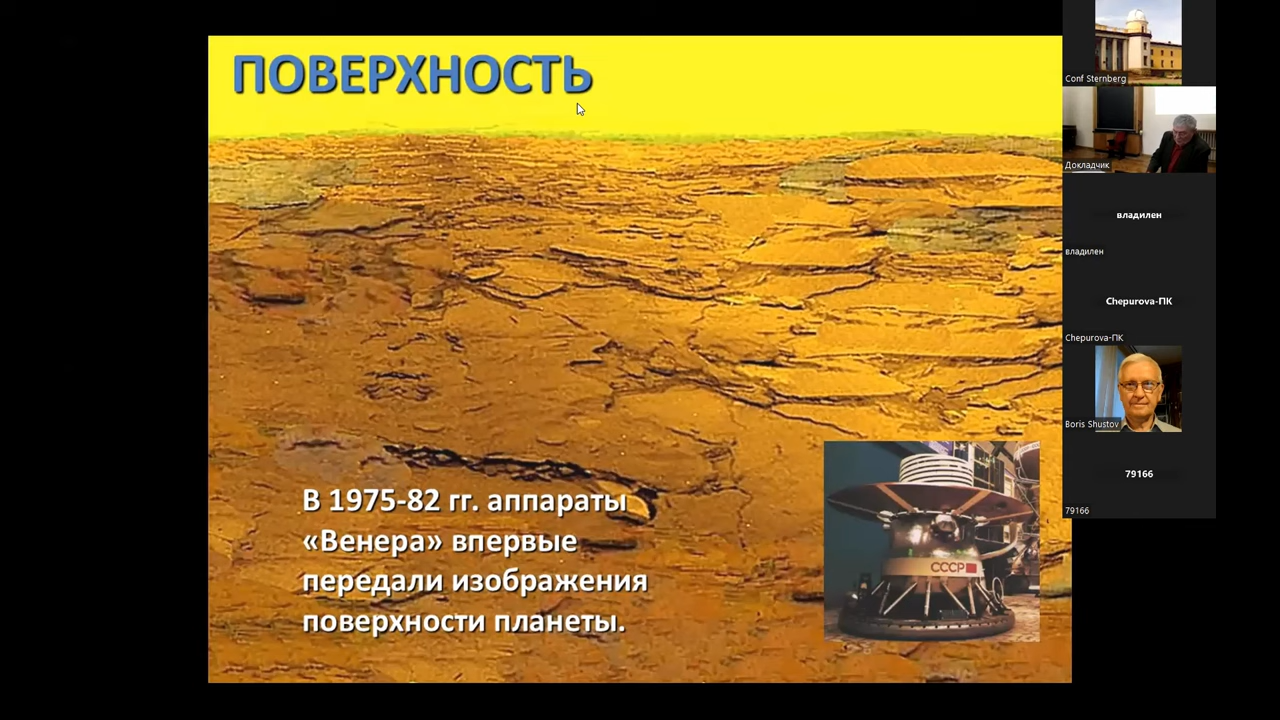 ПОВЕРХНОСТЬ
В 1975-82 гг. аппараты
«Венера» впервые
передали изображения
поверхности планеты.
СССР
Conf Sternberg
Докладчик
владилен
владилен
Chepurova-ПК
Chepurova-ПК
Boris Shustov
79166
79166